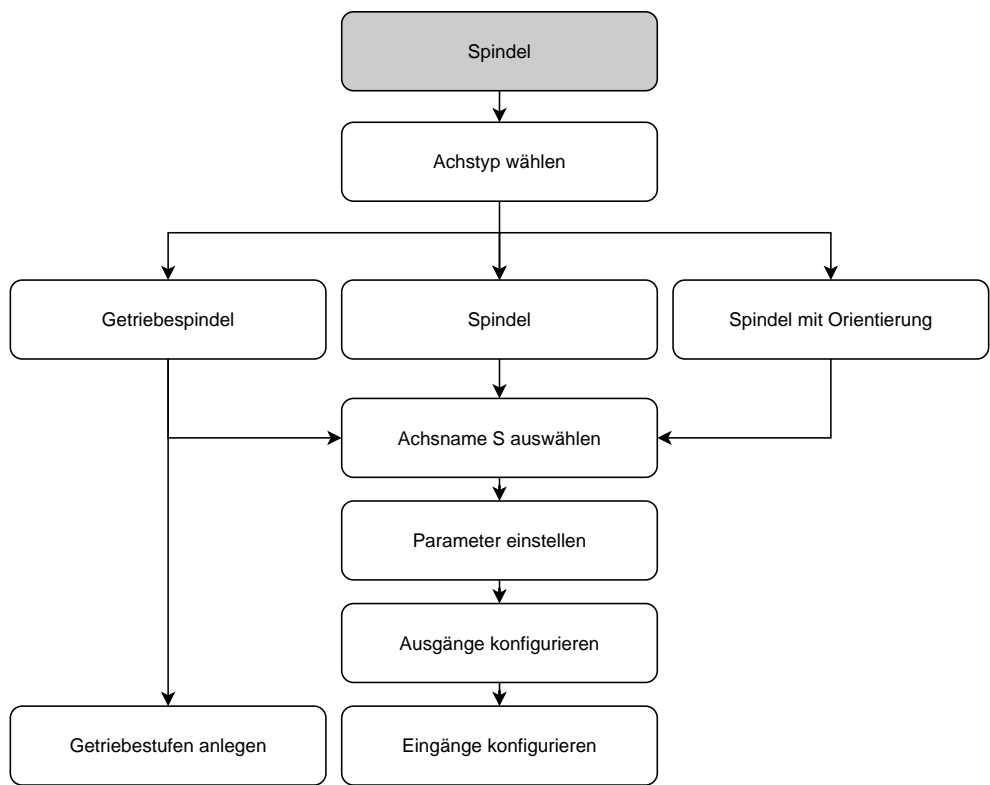 Spindel
Achstyp wählen
Getriebespindel
Spindel
Spindel mit Orientierung
Achsname S auswählen
Parameter einstellen
Ausgänge konfigurieren
Getriebestufen anlegen
Eingänge konfigurieren